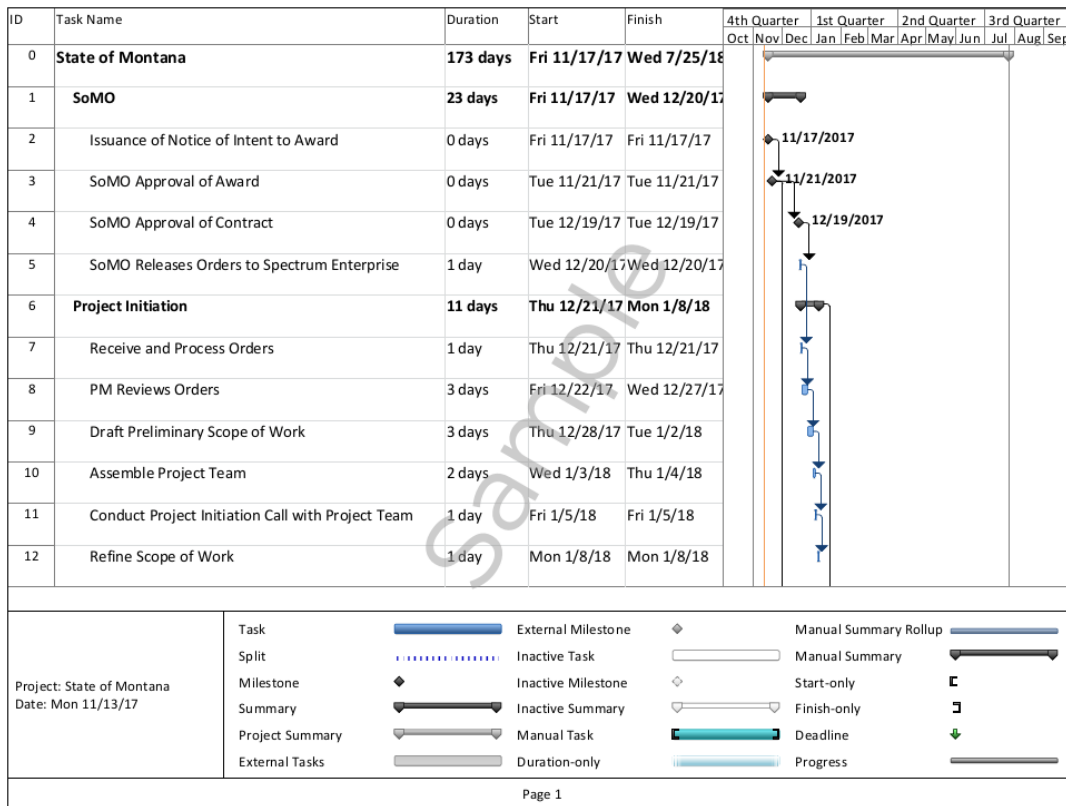 ID Task Name Duration Start Finish 4th Quarter 1st Quarter 2nd Quarter 3rd Quarter
Oct Nov Dec Jan Feb Mar Apr May Jun Jul Aug Sep
0 State of Montana 173 days Fri 11/17/17 Wed 7/25/18
1 SoMO 23 days Fri 11/17/17 Wed 12/20/17
2 Issuance of Notice of Intent to Award 0 days Fri 11/17/17 Fri 11/17/17 11/17/2017
3 SoMO Approval of Award 0 days Tue 11/21/17 Tue 11/21/17 11/21/2017
4 SoMO Approval of Contract 0 days Tue 12/19/17 Tue 12/19/17 12/19/2017
5 SoMO Releases Orders to Spectrum Enterprise 1 day Wed 12/20/17 Wed 12/20/17
6 Project Initiation 11 days Thu 12/21/17 Mon 1/8/18
7 Receive and Process Orders 1 day Thu 12/21/17 Thu 12/21/17
8 PM Reviews Orders 3 days Fri 12/22/17 Wed 12/27/17
9 Draft Preliminary Scope of Work 3 days Thu 12/28/17 Tue 1/2/18
10 Assemble Project Team 2 days Wed 1/3/18 Thu 1/4/18
11 Conduct Project Initiation Call with Project Team 1 day Fri 1/5/18 Fri 1/5/18
12 Refine Scope of Work 1 day Mon 1/8/18 Mon 1/8/18
Sample
Project: State of Montana
Date: Mon 11/13/17
Task External Milestone Manual Summary Rollup
Split Inactive Task Manual Summary
Milestone Inactive Milestone Start-only
Summary Inactive Summary Finish-only
Project Summary Manual Task Deadline
External Tasks Duration-only Progress
Page 1